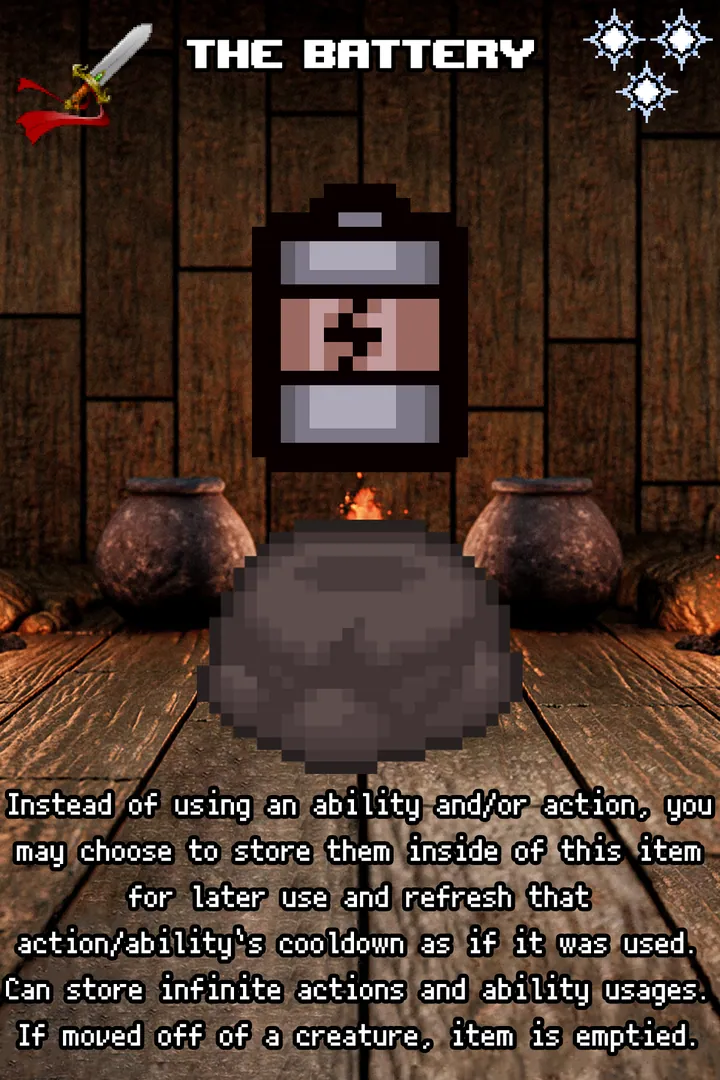 THE BATTERY
Instead of using an ability and/or action, you
may choose to store them inside of this item
for later use and refresh that
action/ability's cooldown as if it was used.
Can store infinite actions and ability usages.
If moved off of a creature, item is emptied.